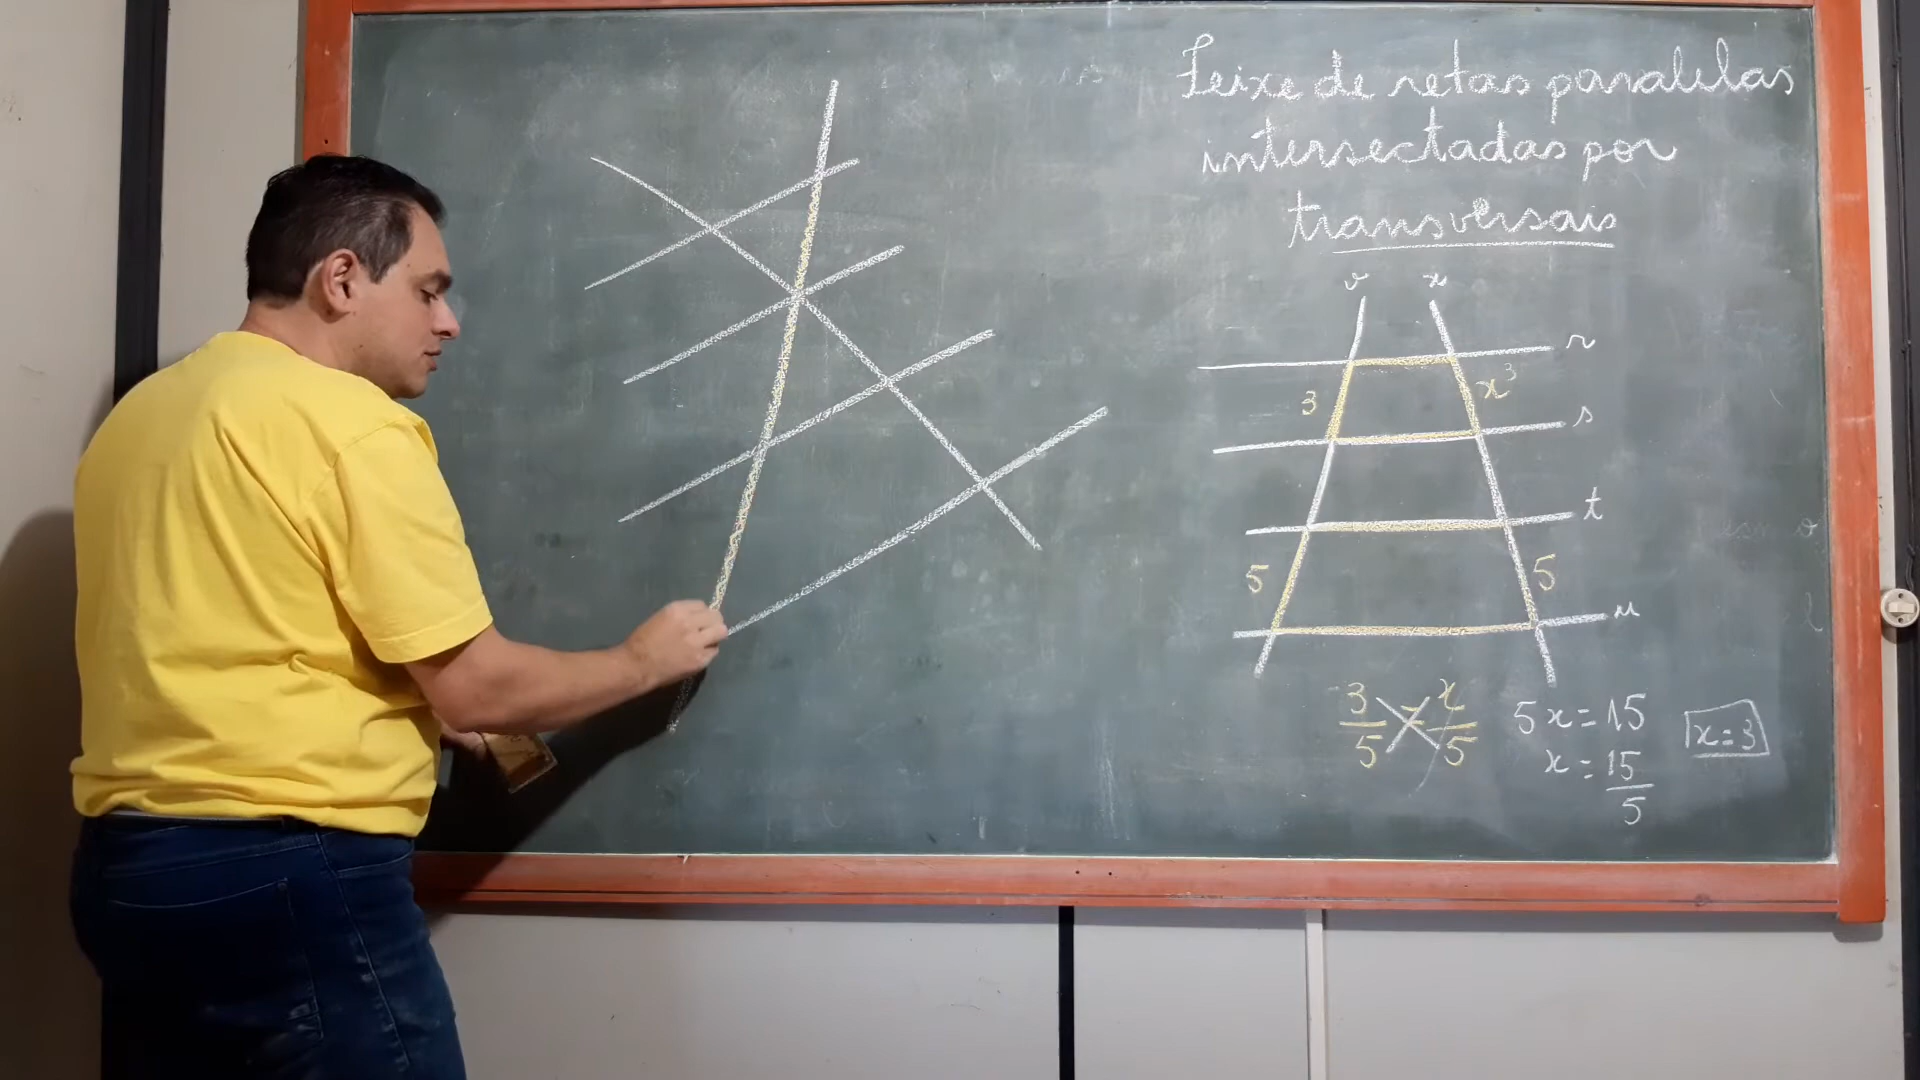 Feixe de retas paralelas
intersectadas por
transversais
v x
r
3 x 3
s
t
5 5
u
3/5 = x/5 5x = 15
x = 15/5
x = 3